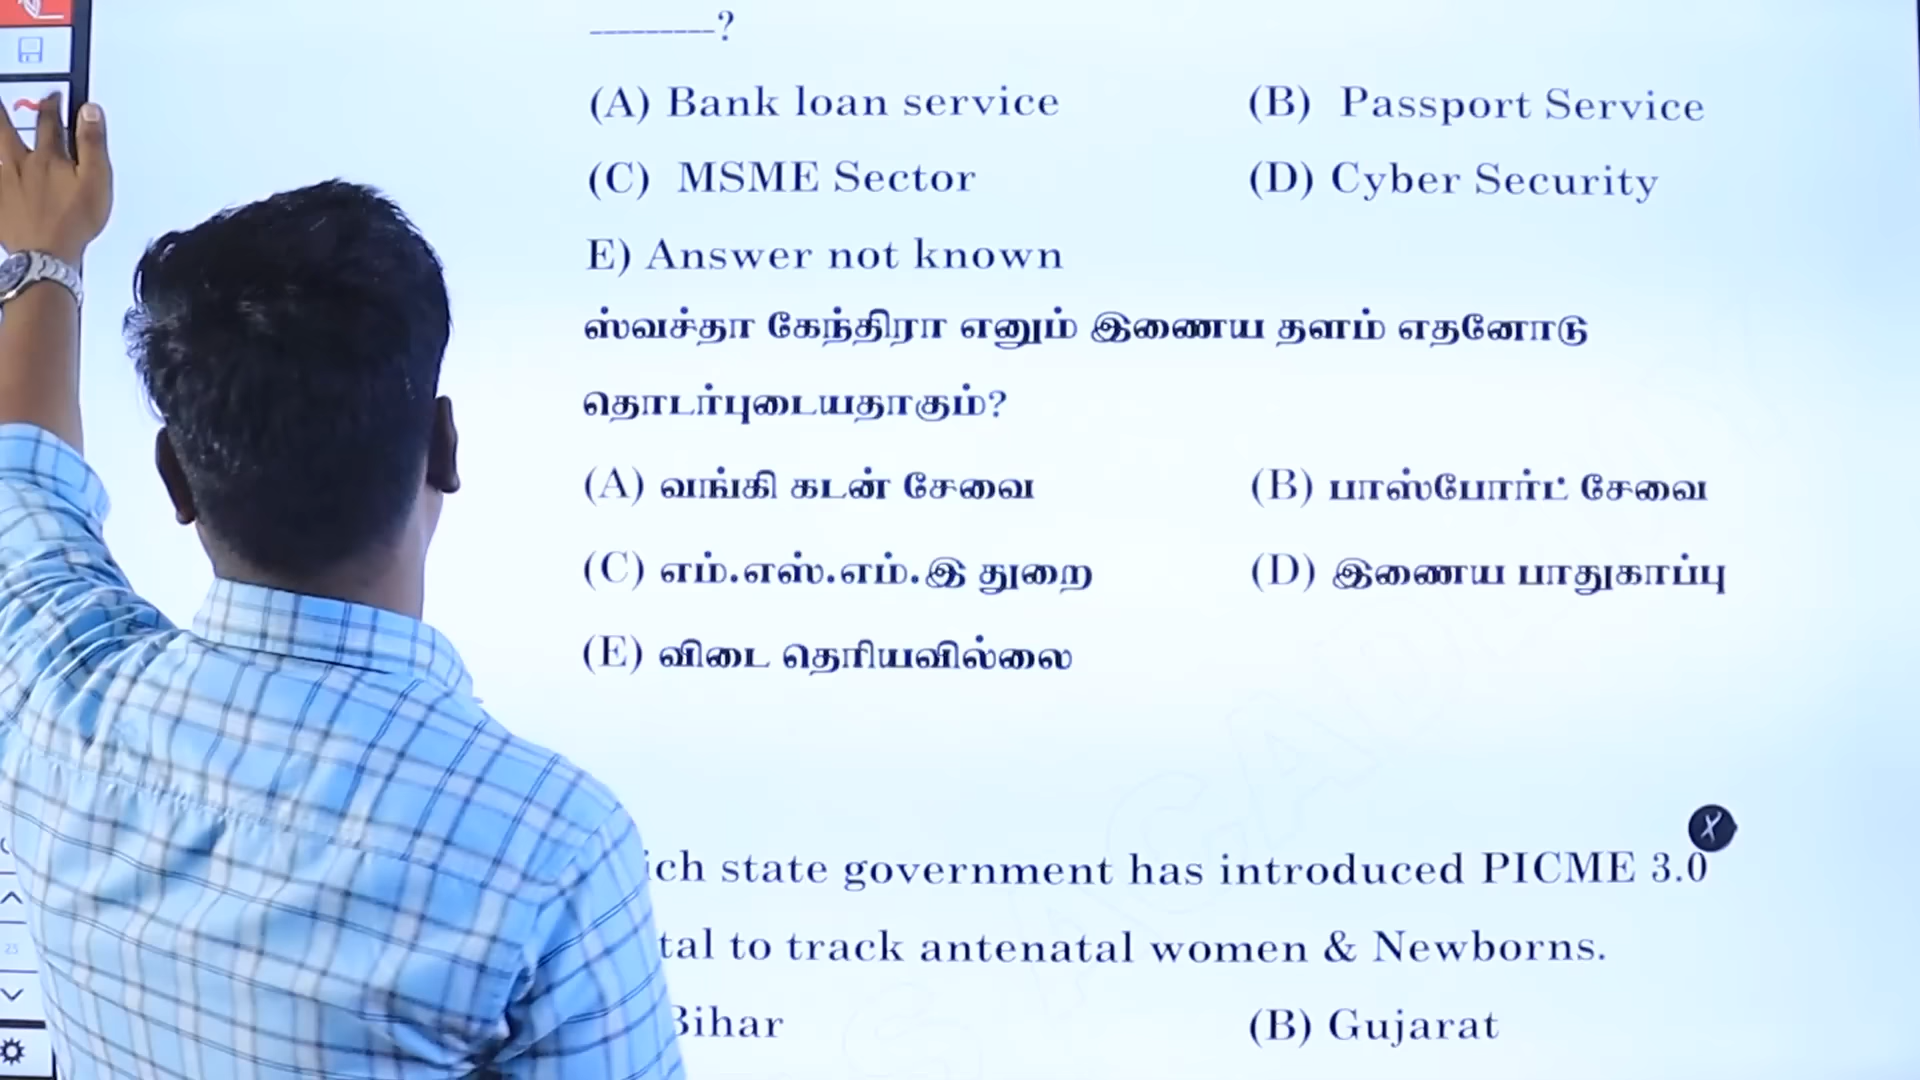 ________?
(A) Bank loan service (B) Passport Service
(C) MSME Sector (D) Cyber Security
E) Answer not known
ஸ்வச்தா கேந்திரா எனும் இணைய தளம் எதனோடு
தொடர்புடையதாகும்?
(A) வங்கி கடன் சேவை (B) பாஸ்போர்ட் சேவை
(C) எம்.எஸ்.எம்.இ துறை (D) இணைய பாதுகாப்பு
(E) விடை தெரியவில்லை
ich state government has introduced PICME 3.0
tal to track antenatal women & Newborns.
Bihar (B) Gujarat
23